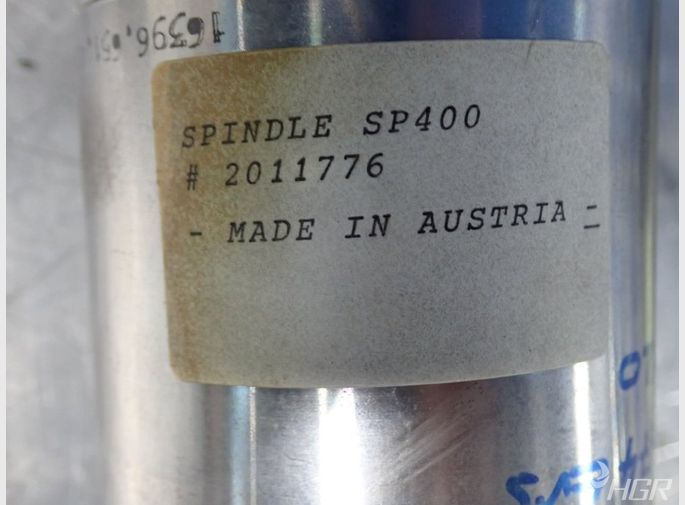 SPINDLE SP400
# 2011776
- MADE IN AUSTRIA -
HGR